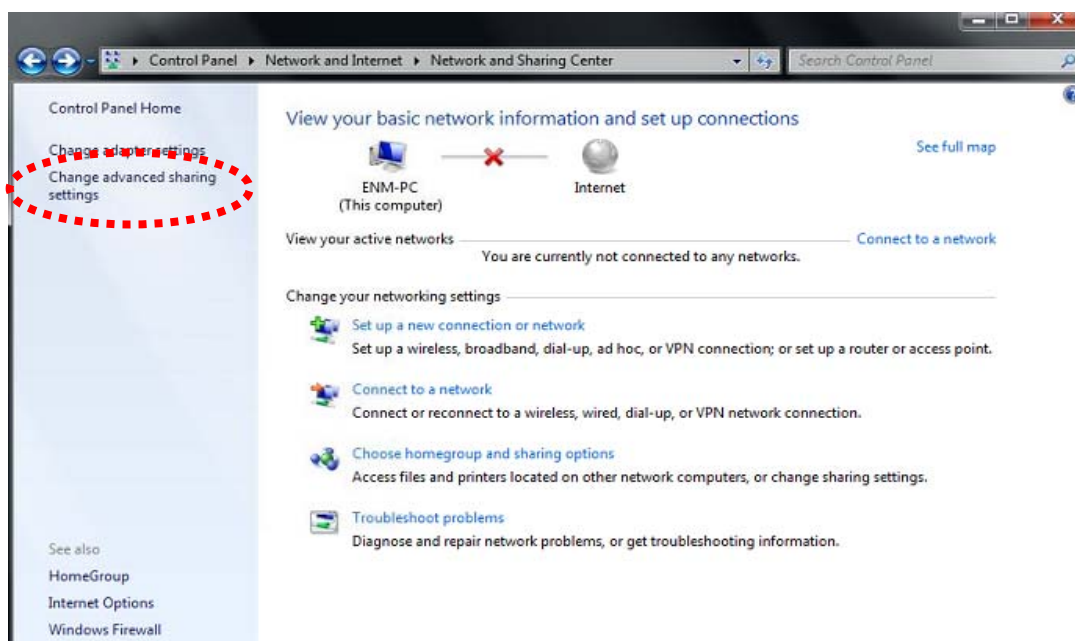 Control Panel ▸ Network and Internet ▸ Network and Sharing Center
Search Control Panel
Control Panel Home
Change adapter settings
Change advanced sharing
settings
See also
HomeGroup
Internet Options
Windows Firewall
View your basic network information and set up connections
See full map
ENM-PC
(This computer)
Internet
View your active networks
Connect to a network
You are currently not connected to any networks.
Change your networking settings
Set up a new connection or network
Set up a wireless, broadband, dial-up, ad hoc, or VPN connection; or set up a router or access point.
Connect to a network
Connect or reconnect to a wireless, wired, dial-up, or VPN network connection.
Choose homegroup and sharing options
Access files and printers located on other network computers, or change sharing settings.
Troubleshoot problems
Diagnose and repair network problems, or get troubleshooting information.